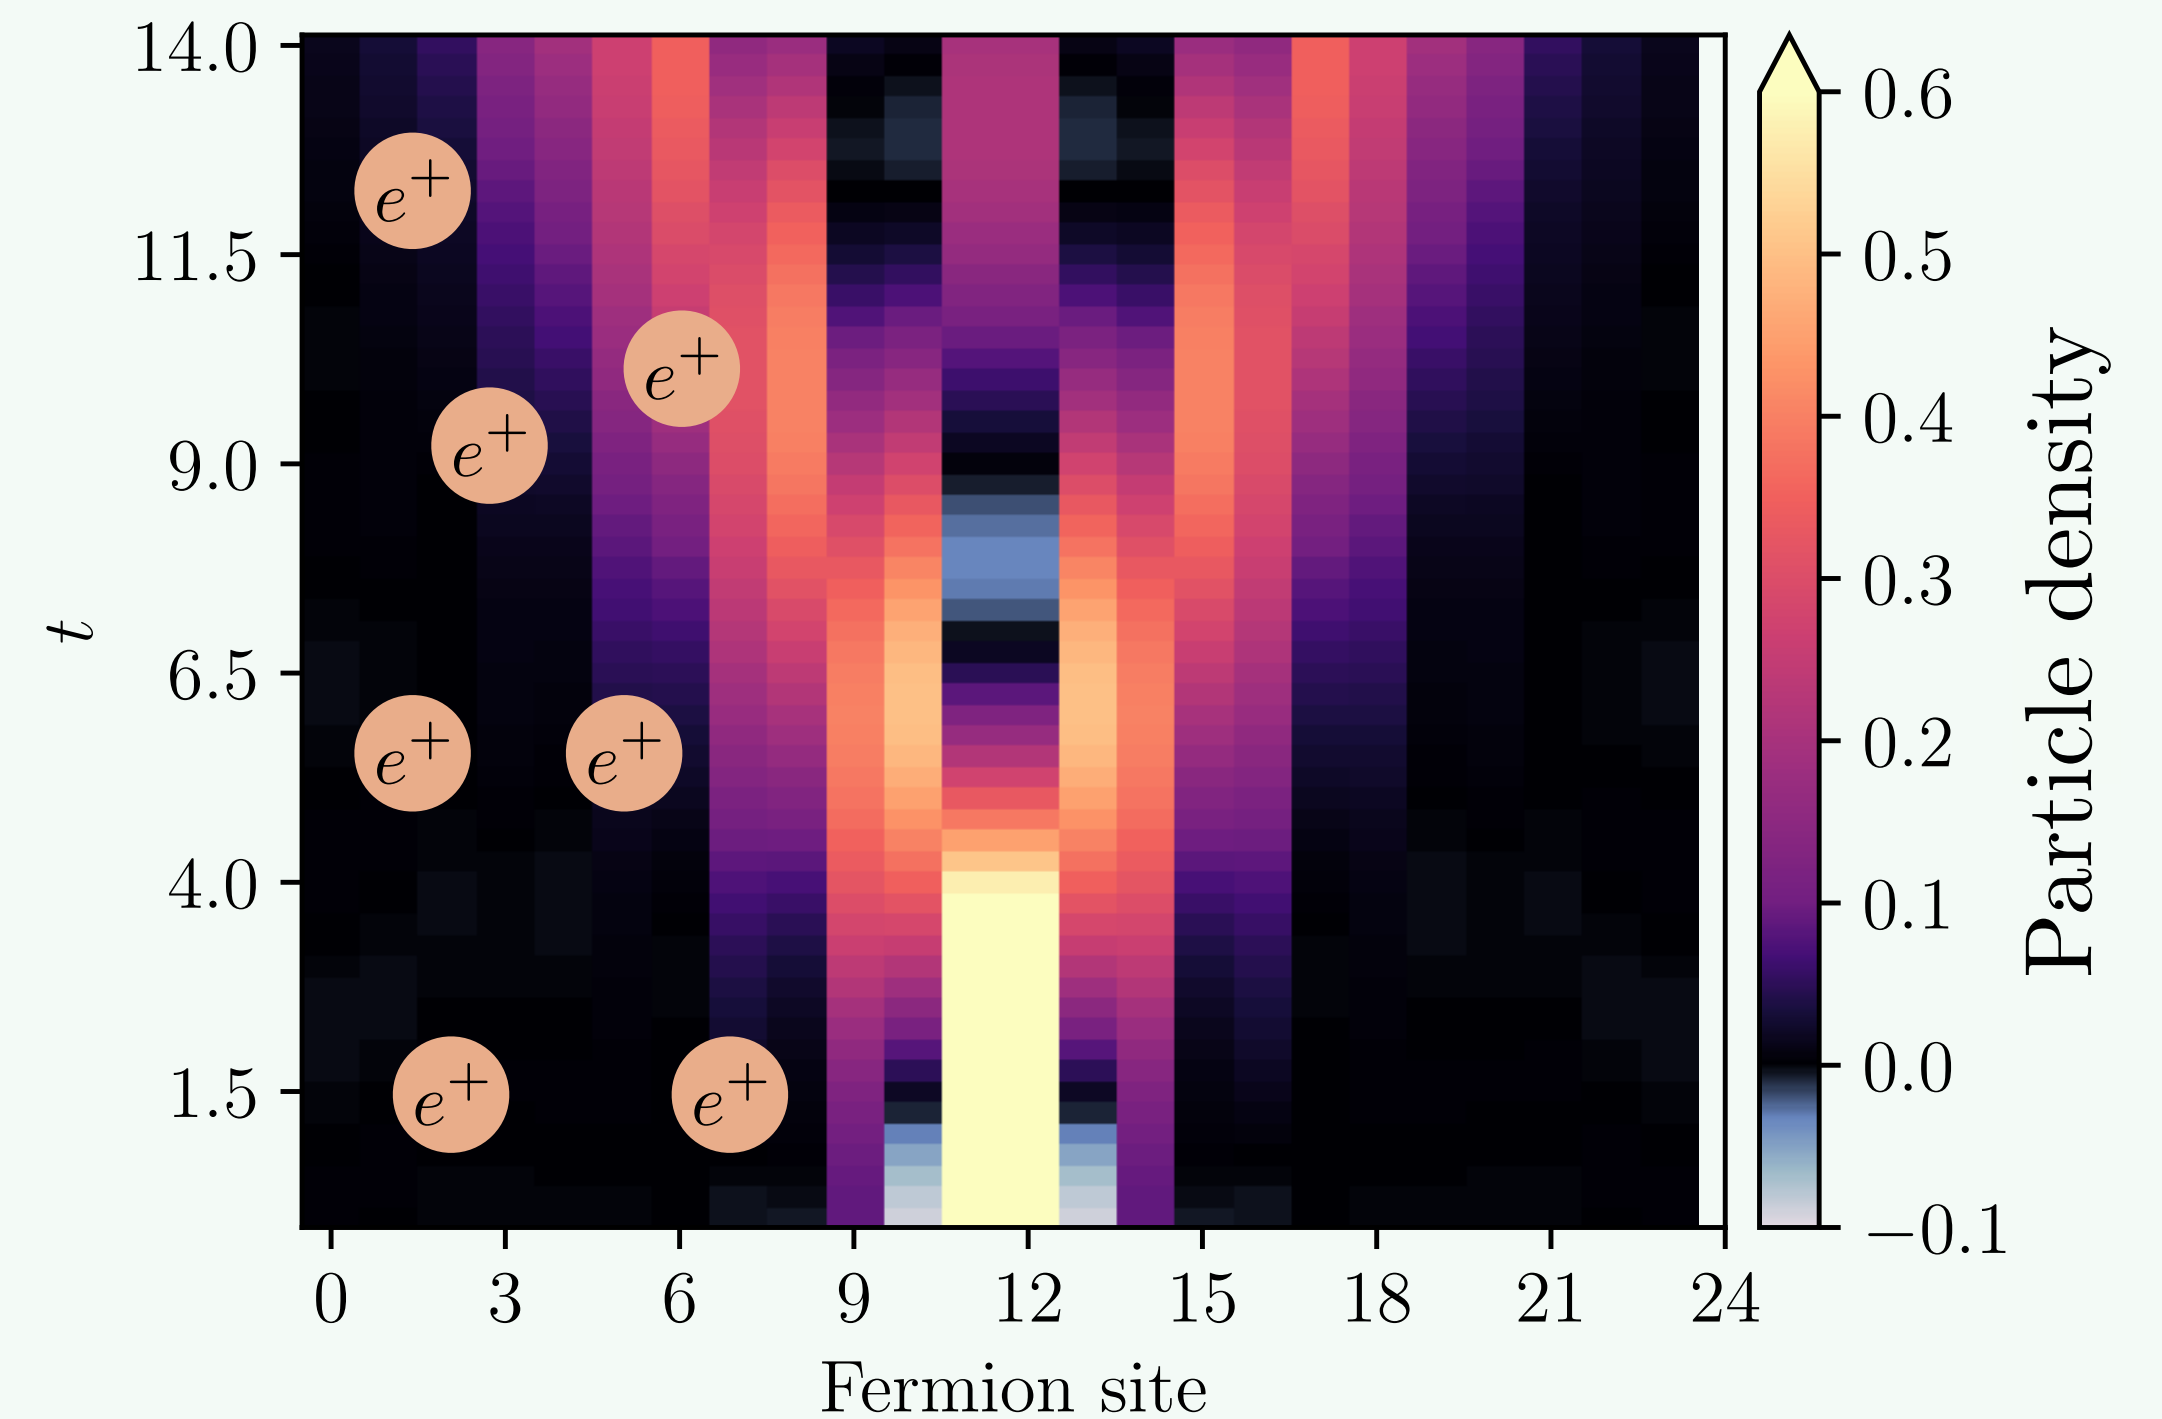 14.0
11.5
9.0
6.5
4.0
1.5
t
e+
e+
e+
e+
e+
e+
e+
0 3 6 9 12 15 18 21 24
Fermion site
0.6
0.5
0.4
0.3
0.2
0.1
0.0
−0.1
Particle density